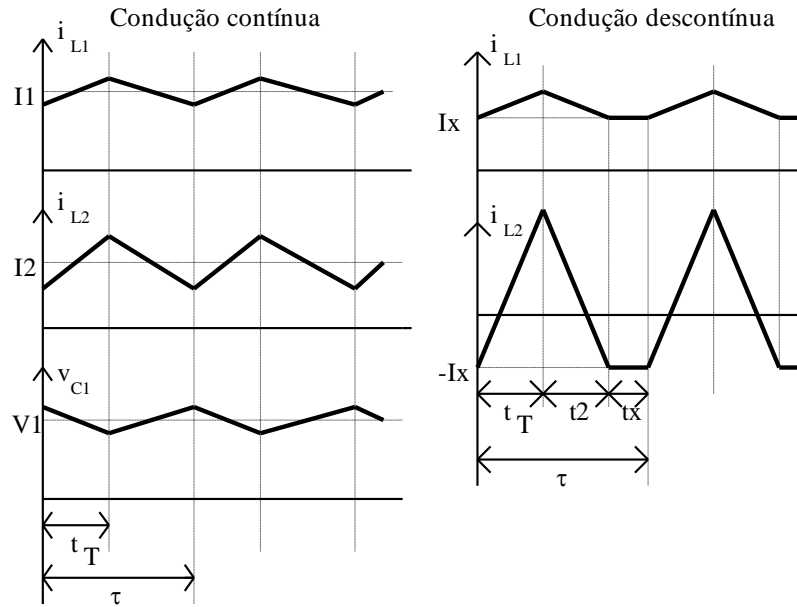 Condução contínua
i L1
I1
i L2
I2
v C1
V1
t T
τ
Condução descontínua
i L1
Ix
i L2
-Ix
t T t2 tx
τ